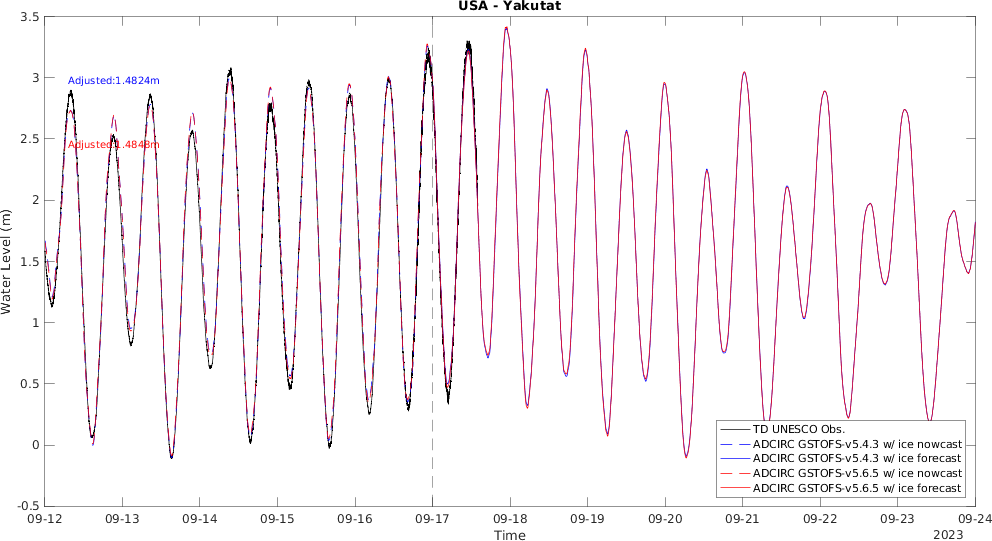 USA - Yakutat
3.5
3
2.5
2
1.5
1
0.5
0
-0.5
Water Level (m)
Adjusted:1.4824m
Adjusted:1.4848m
TD UNESCO Obs.
ADCIRC GSTOFS-v5.4.3 w/ ice nowcast
ADCIRC GSTOFS-v5.4.3 w/ ice forecast
ADCIRC GSTOFS-v5.6.5 w/ ice nowcast
ADCIRC GSTOFS-v5.6.5 w/ ice forecast
09-12 09-13 09-14 09-15 09-16 09-17 09-18 09-19 09-20 09-21 09-22 09-23 09-24
Time
2023